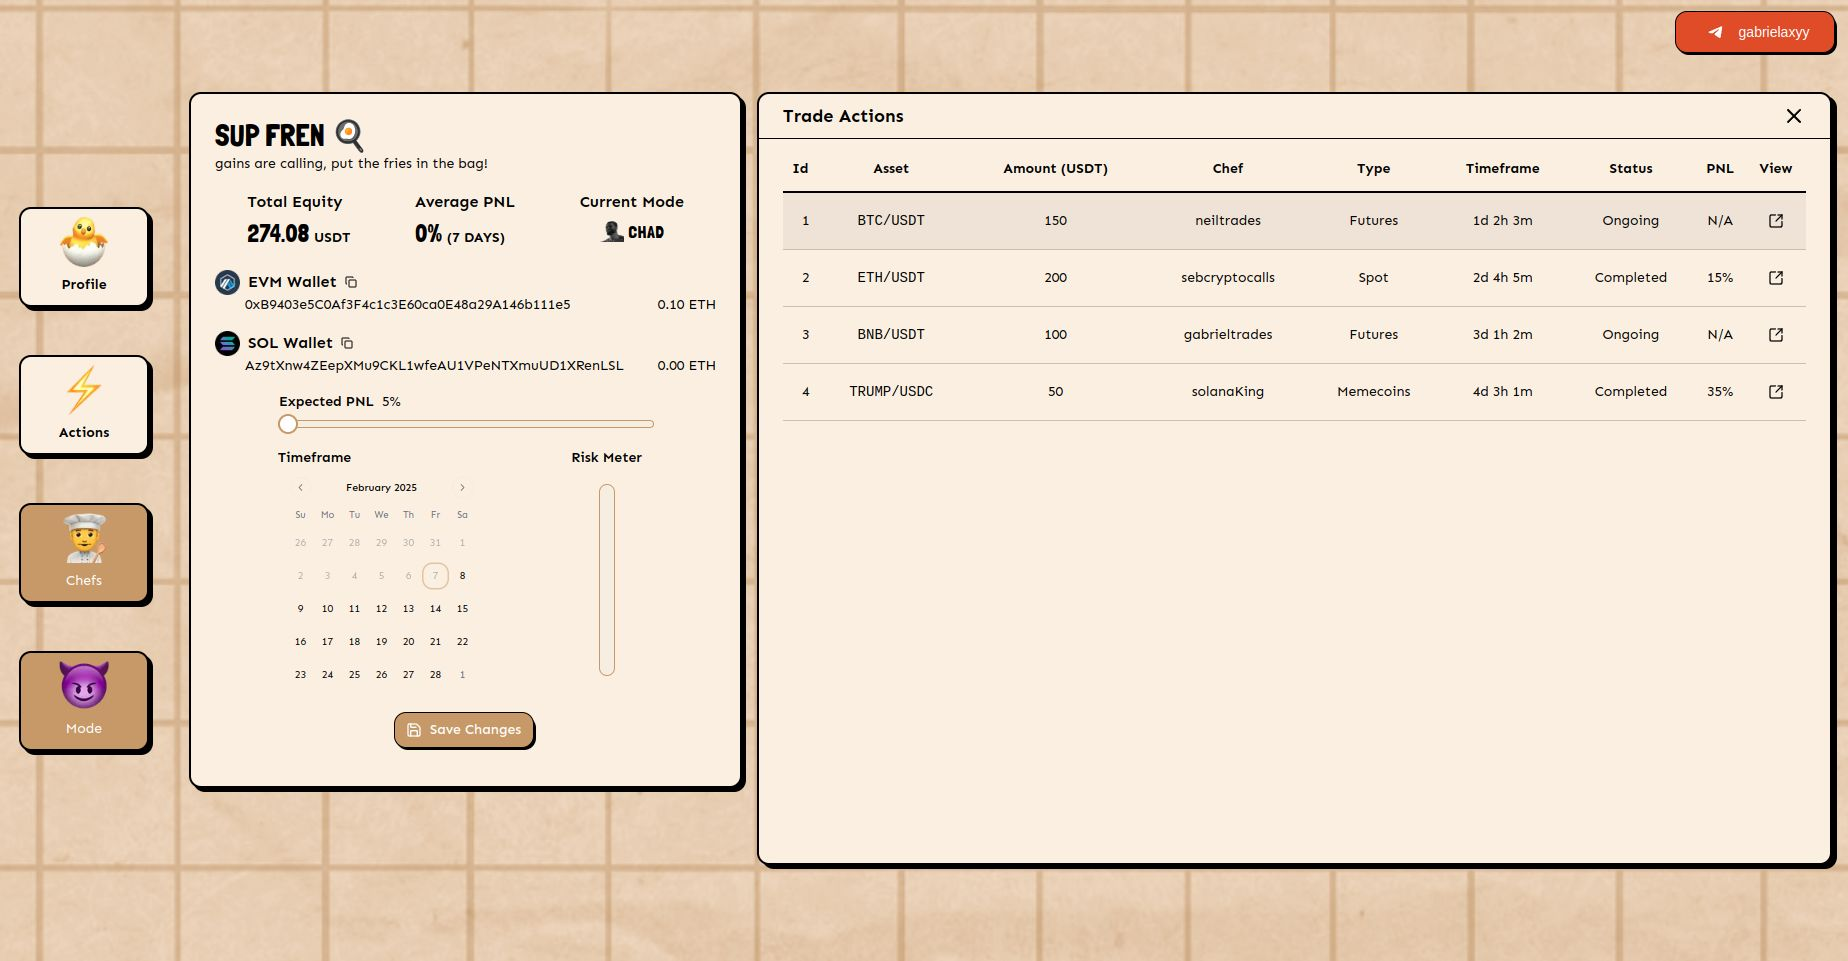 gabrielaxyy
Profile
Actions
Chefs
Mode
SUP FREN
gains are calling, put the fries in the bag!
Total Equity Average PNL Current Mode
274.08 USDT 0% (7 DAYS) CHAD
EVM Wallet
0xB9403e5C0Af3F4c1c3E60ca0E48a29A146b111e5 0.10 ETH
SOL Wallet
Az9tXnw4ZEepXMu9CKL1wfeAU1VPeNTXmuUD1XRenLSL 0.00 ETH
Expected PNL 5%
Timeframe Risk Meter
February 2025
Su Mo Tu We Th Fr Sa
26 27 28 29 30 31 1
2 3 4 5 6 7 8
9 10 11 12 13 14 15
16 17 18 19 20 21 22
23 24 25 26 27 28 1
Save Changes
Trade Actions
Id Asset Amount (USDT) Chef Type Timeframe Status PNL View
1 BTC/USDT 150 neiltrades Futures 1d 2h 3m Ongoing N/A
2 ETH/USDT 200 sebcryptocalls Spot 2d 4h 5m Completed 15%
3 BNB/USDT 100 gabrieltrades Futures 3d 1h 2m Ongoing N/A
4 TRUMP/USDC 50 solanaKing Memecoins 4d 3h 1m Completed 35%